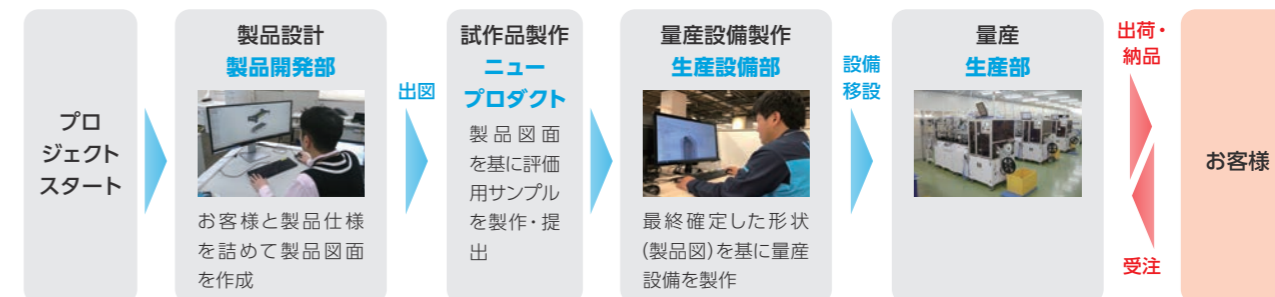 プロ
ジェクト
スタート
製品設計
製品開発部
お客様と製品仕様
を詰めて製品図面
を作成
出図
試作品製作
ニュー
プロダクト
製品図面
を基に評価
用サンプル
を製作・提
出
量産設備製作
生産設備部
最終確定した形状
(製品図)を基に量産
設備を製作
設備
移設
量産
生産部
出荷・
納品
受注
お客様